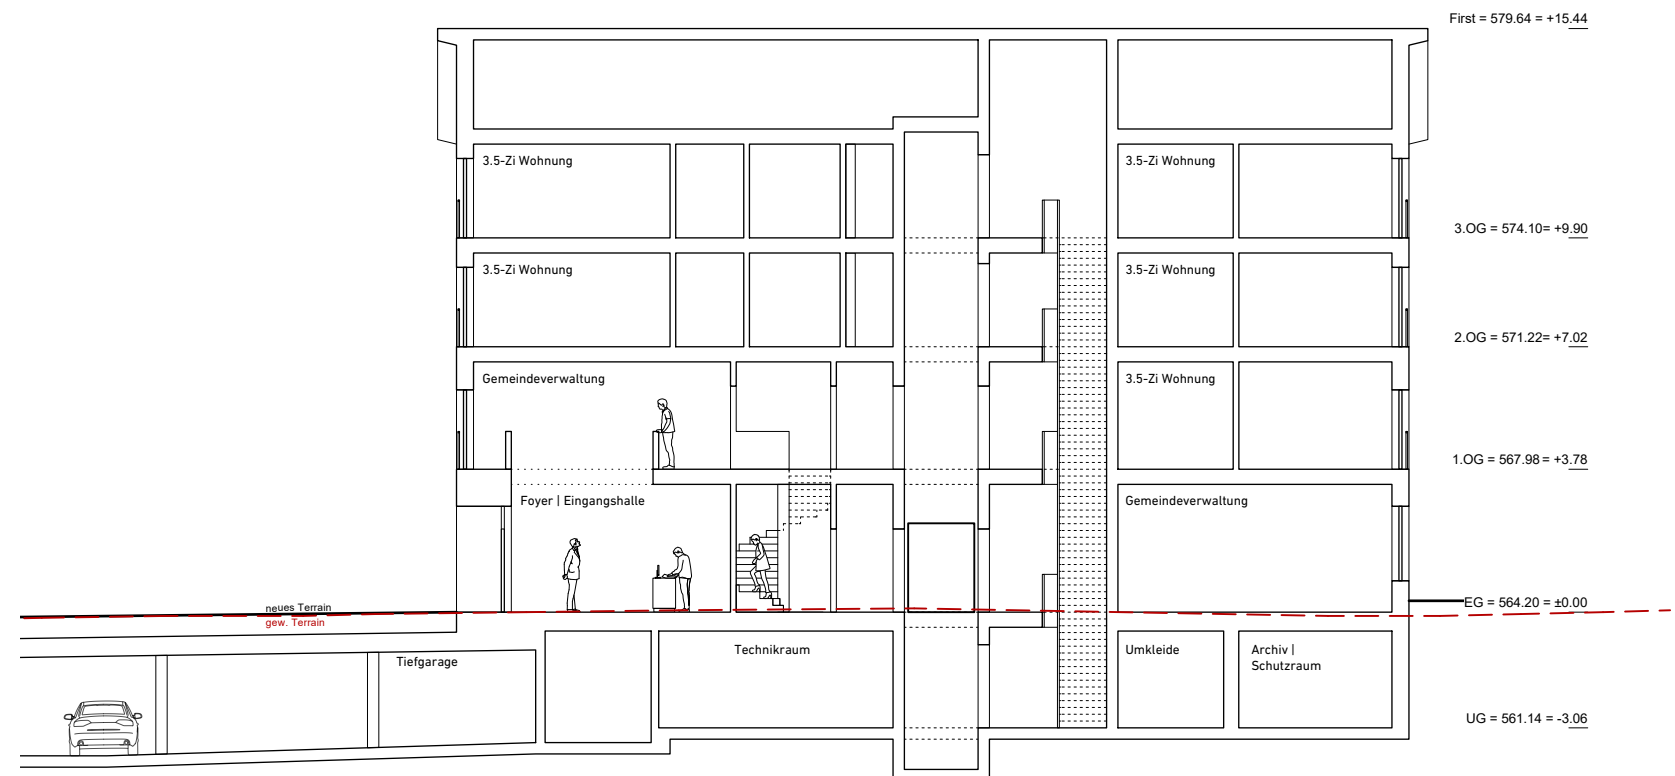 First = 579.64 = +15.44
3.5-Zi Wohnung
3.5-Zi Wohnung
3.OG = 574.10= +9.90
3.5-Zi Wohnung
3.5-Zi Wohnung
2.OG = 571.22= +7.02
Gemeindeverwaltung
3.5-Zi Wohnung
1.OG = 567.98 = +3.78
Foyer | Eingangshalle
Gemeindeverwaltung
neues Terrain
EG = 564.20 = ±0.00
gew. Terrain
Tiefgarage
Technikraum
Umkleide
Archiv |
Schutzraum
UG = 561.14 = -3.06